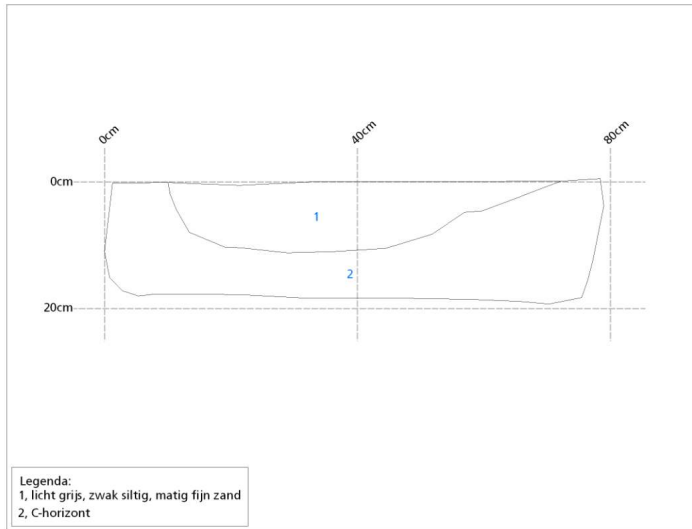 0cm
40cm
80cm
0cm
1
2
20cm
Legenda:
1, licht grijs, zwak siltig, matig fijn zand
2, C-horizont